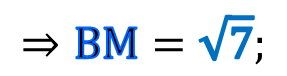 ⇒ BM = √7;